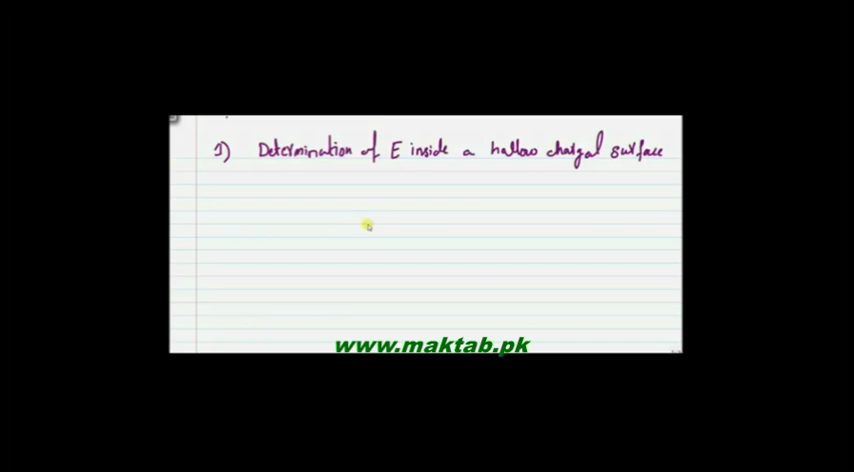 1) Determination of E inside a hallow charged surface
www.maktab.pk